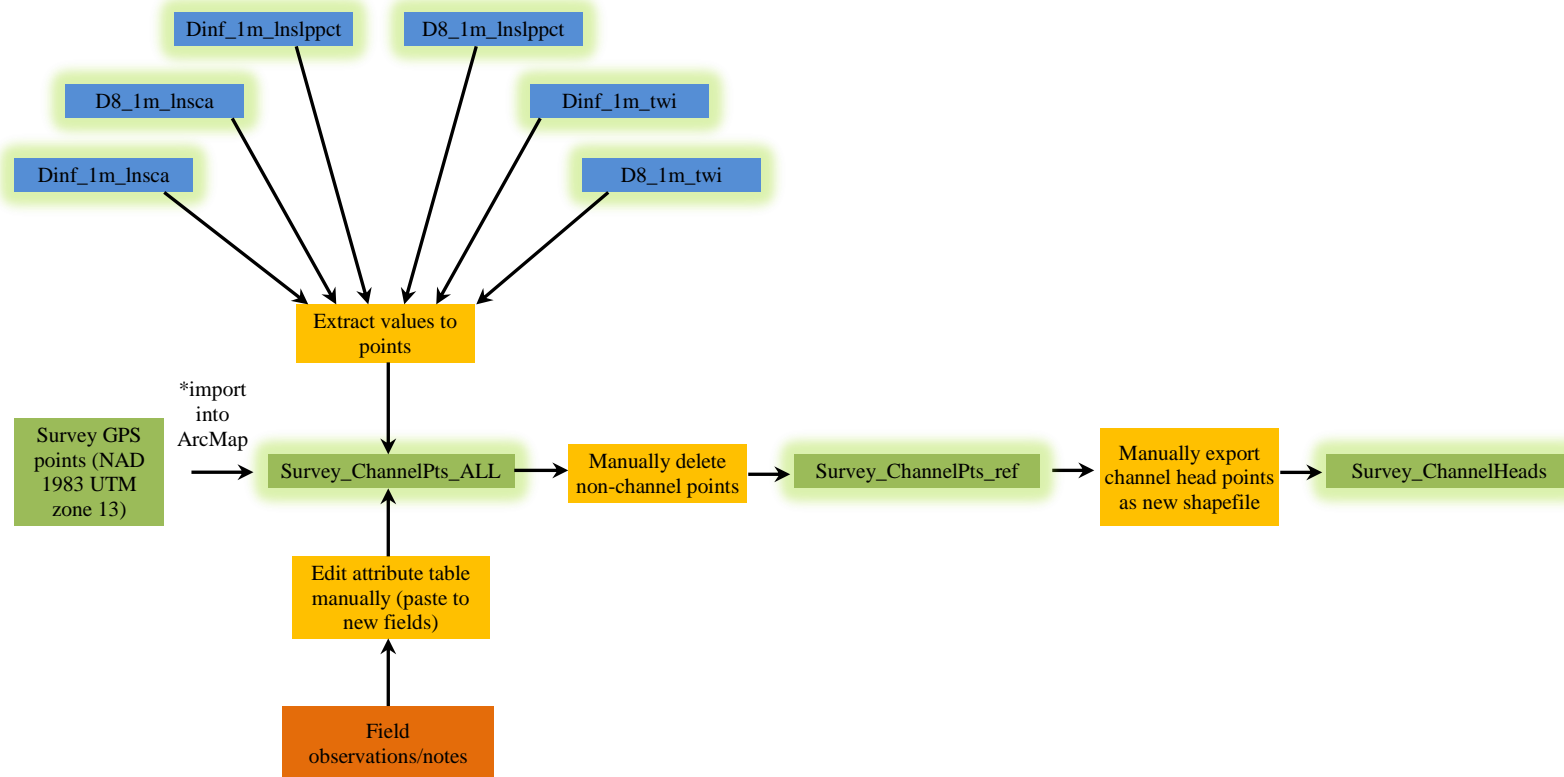 Dinf_1m_lnslppct
D8_1m_lnslppct
D8_1m_lnsca
Dinf_1m_twi
Dinf_1m_lnsca
D8_1m_twi
Extract values to
points
*import
into
ArcMap
Survey GPS
points (NAD
1983 UTM
zone 13)
Survey_ChannelPts_ALL
Manually delete
non-channel points
Survey_ChannelPts_ref
Manually export
channel head points
as new shapefile
Survey_ChannelHeads
Edit attribute table
manually (paste to
new fields)
Field
observations/notes